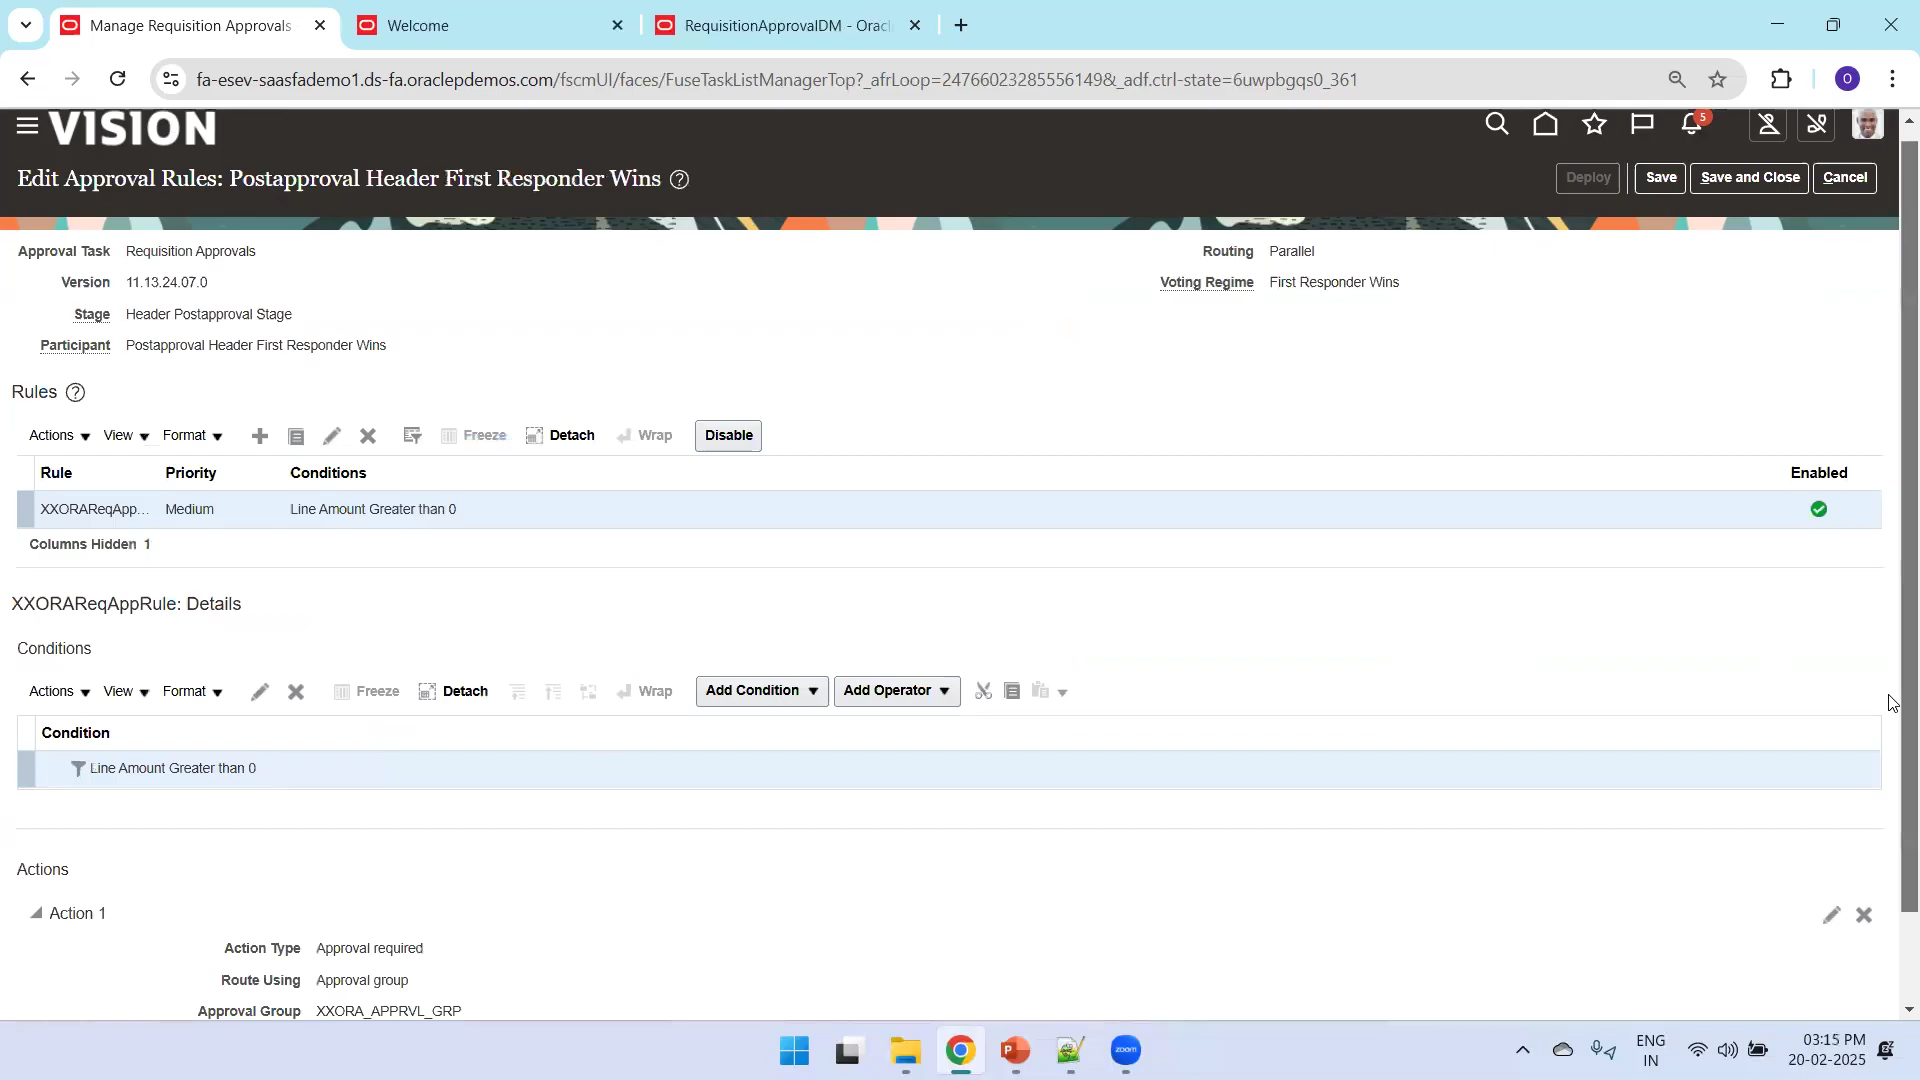 Manage Requisition Approvals
Welcome
RequisitionApprovalDM - Orac
fa-esev-saasfademo1.ds-fa.oraclepdemos.com/fscmUI/faces/FuseTaskListManagerTop?_afrLoop=24766023285556149&_adf.ctrl-state=6uwpbgqs0_361
O
VISION
5
Edit Approval Rules: Postapproval Header First Responder Wins ?
Deploy Save Save and Close Cancel
Approval Task Requisition Approvals Routing Parallel
Version 11.13.24.07.0 Voting Regime First Responder Wins
Stage Header Postapproval Stage
Participant Postapproval Header First Responder Wins
Rules ?
Actions View Format Freeze Detach Wrap Disable
Rule Priority Conditions Enabled
XXORAReqApp... Medium Line Amount Greater than 0
Columns Hidden 1
XXORAReqAppRule: Details
Conditions
Actions View Format Freeze Detach Wrap Add Condition Add Operator
Condition
Line Amount Greater than 0
Actions
Action 1
Action Type Approval required
Route Using Approval group
Approval Group XXORA_APPRVL_GRP
zoom
ENG
IN
03:15 PM
20-02-2025